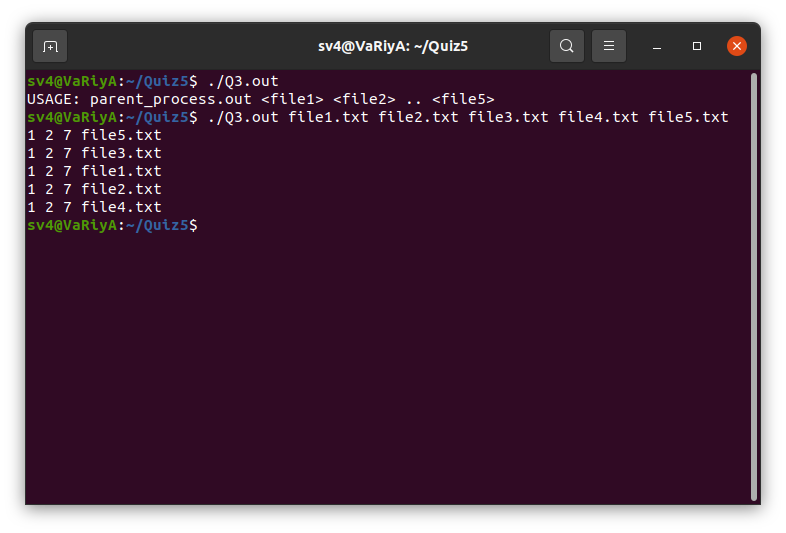 sv4@VaRiyA: ~/Quiz5
sv4@VaRiyA:~/Quiz5$ ./Q3.out
USAGE: parent_process.out <file1> <file2> .. <file5>
sv4@VaRiyA:~/Quiz5$ ./Q3.out file1.txt file2.txt file3.txt file4.txt file5.txt
1 2 7 file5.txt
1 2 7 file3.txt
1 2 7 file1.txt
1 2 7 file2.txt
1 2 7 file4.txt
sv4@VaRiyA:~/Quiz5$